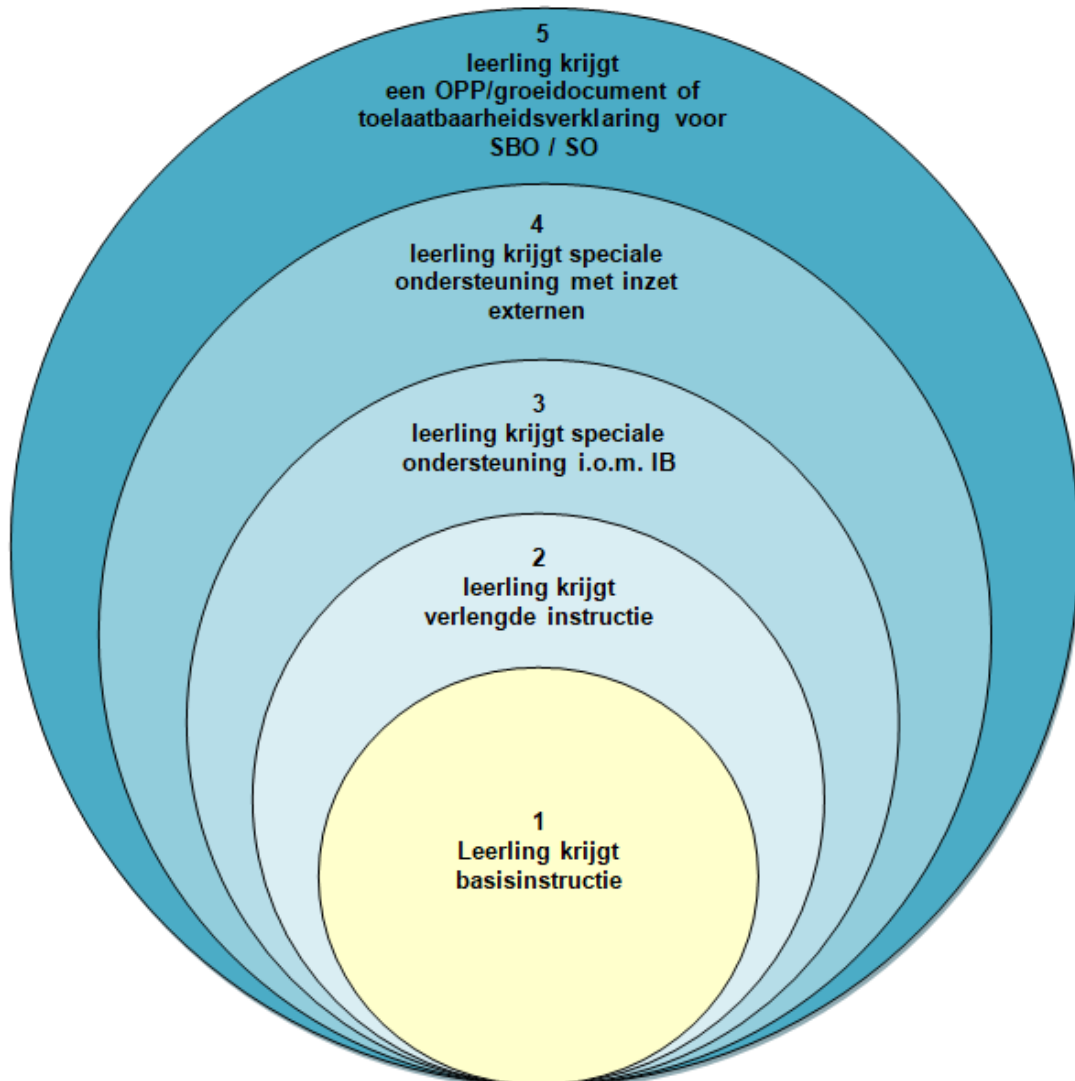 5
leerling krijgt
een OPP/groeidocument of
toelaatbaarheidsverklaring voor
SBO / SO
4
leerling krijgt speciale
ondersteuning met inzet
externen
3
leerling krijgt speciale
ondersteuning i.o.m. IB
2
leerling krijgt
verlengde instructie
1
Leerling krijgt
basisinstructie